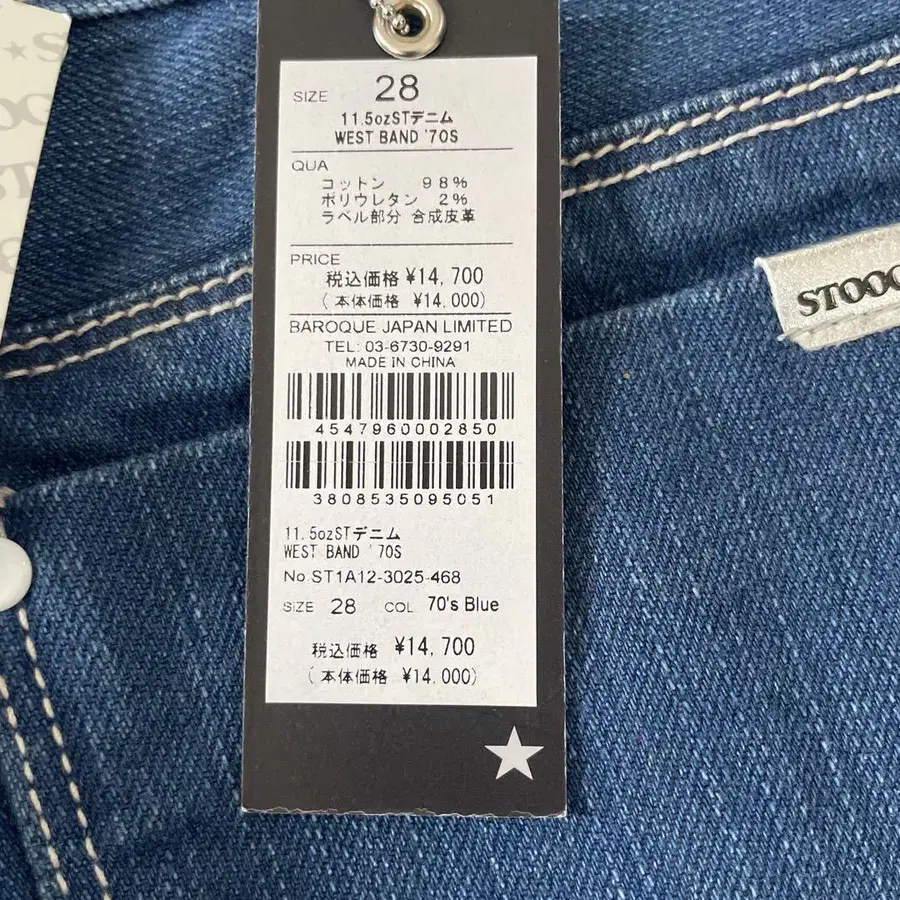 SIZE 28
11.5ozSTデニム
WEST BAND '70S
QUA
コットン 98%
ポリウレタン 2%
ラベル部分 合成皮革
PRICE
税込価格 ¥14,700
(本体価格 ¥14.000)
BAROQUE JAPAN LIMITED
TEL: 03-6730-9291
MADE IN CHINA
4547960002850
3808535095051
11.5ozSTデニム
WEST BAND '70S
No.ST1A12-3025-468
SIZE 28 COL 70's Blue
税込価格 ¥14,700
(本体価格 ¥14.000)
STOOC